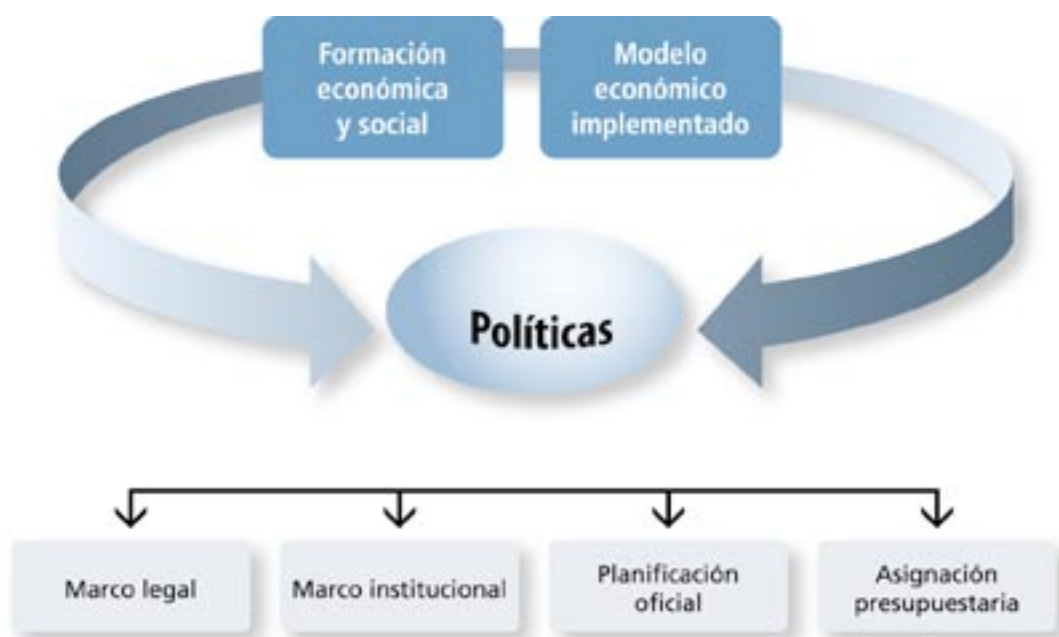 Formación
económica
y social
Modelo
económico
implementado
Políticas
Marco legal
Marco institucional
Planificación
oficial
Asignación
presupuestaria